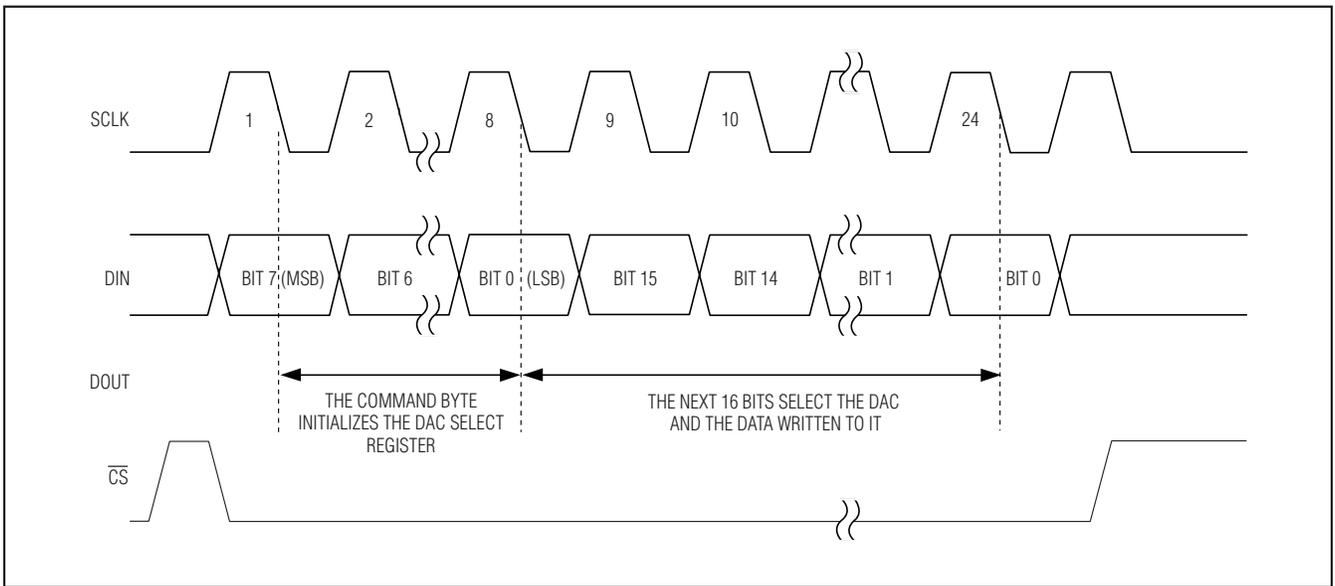 SCLK
1 2 8 9 10 24
DIN
BIT 7 (MSB) BIT 6 BIT 0 (LSB) BIT 15 BIT 14 BIT 1 BIT 0
DOUT
THE COMMAND BYTE
INITIALIZES THE DAC SELECT
REGISTER
THE NEXT 16 BITS SELECT THE DAC
AND THE DATA WRITTEN TO IT
CS